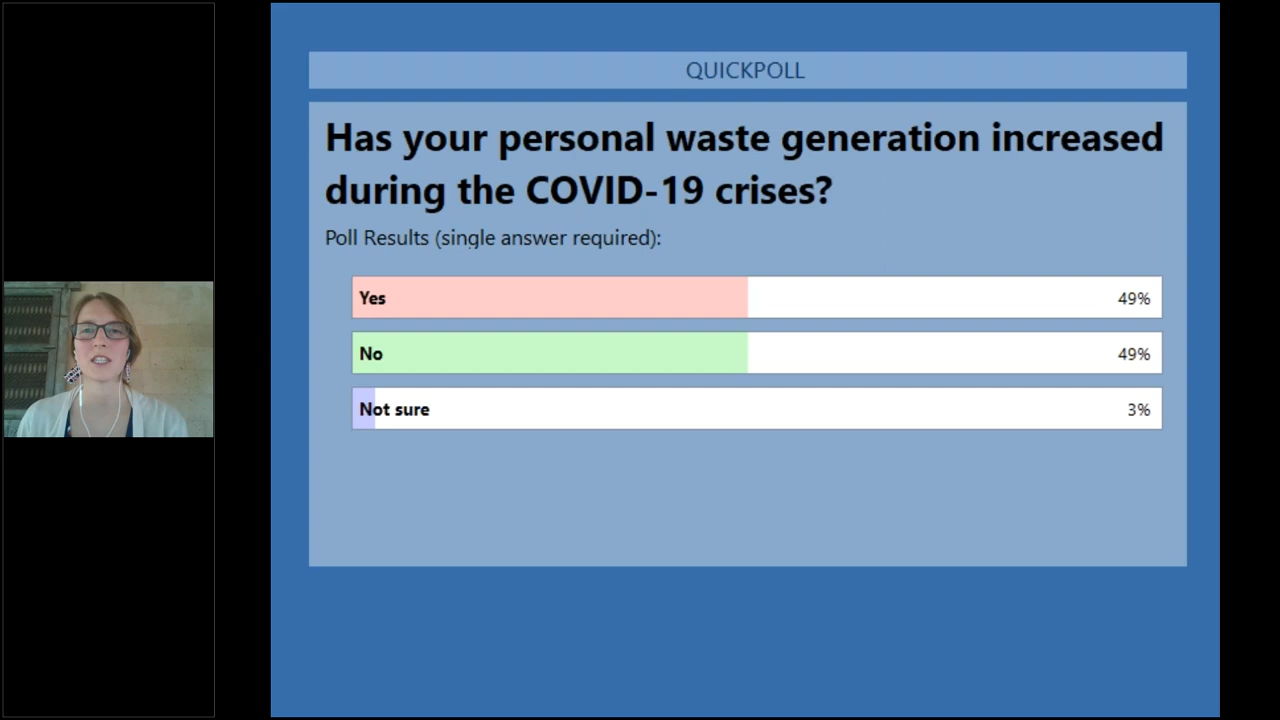 QUICKPOLL
Has your personal waste generation increased
during the COVID-19 crises?
Poll Results (single answer required):
Yes 49%
No 49%
Not sure 3%